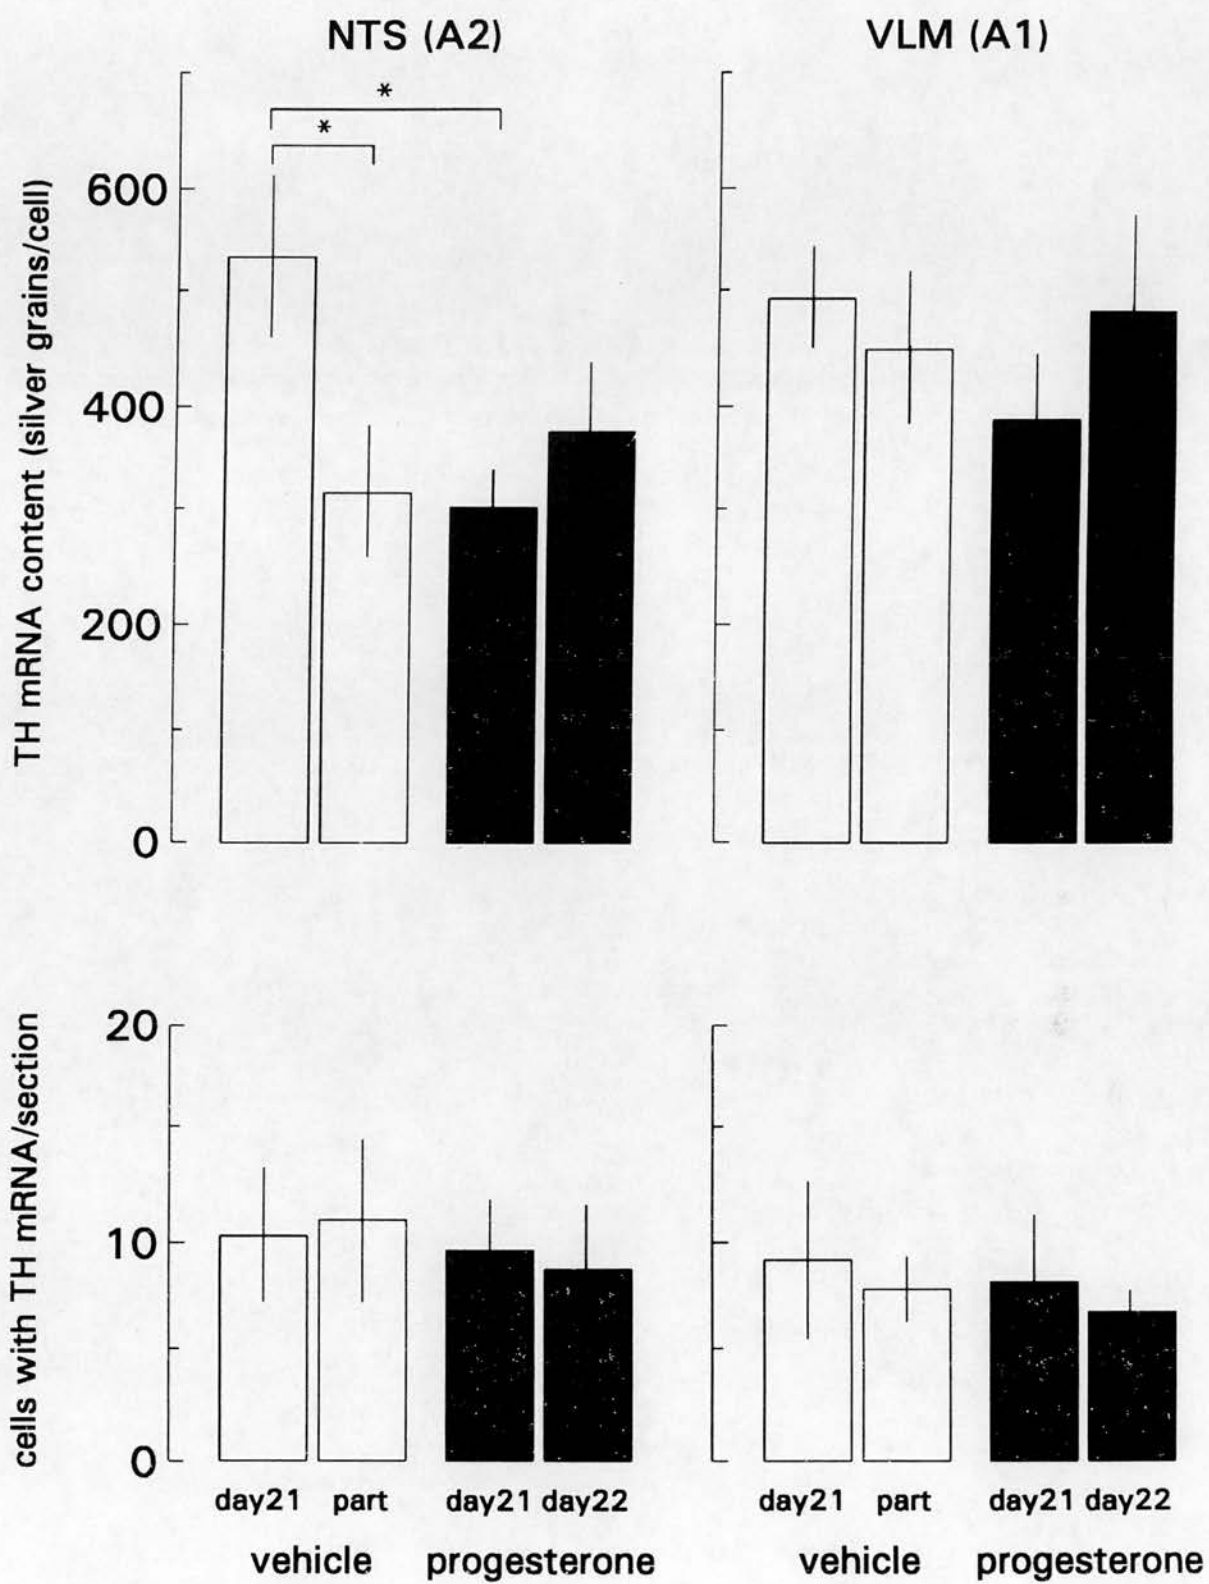 NTS (A2)
VLM (A1)
*
*
TH mRNA content (silver grains/cell)
600
400
200
0
cells with TH mRNA/section
20
10
0
day21 part day21 day22
day21 part day21 day22
vehicle progesterone
vehicle progesterone